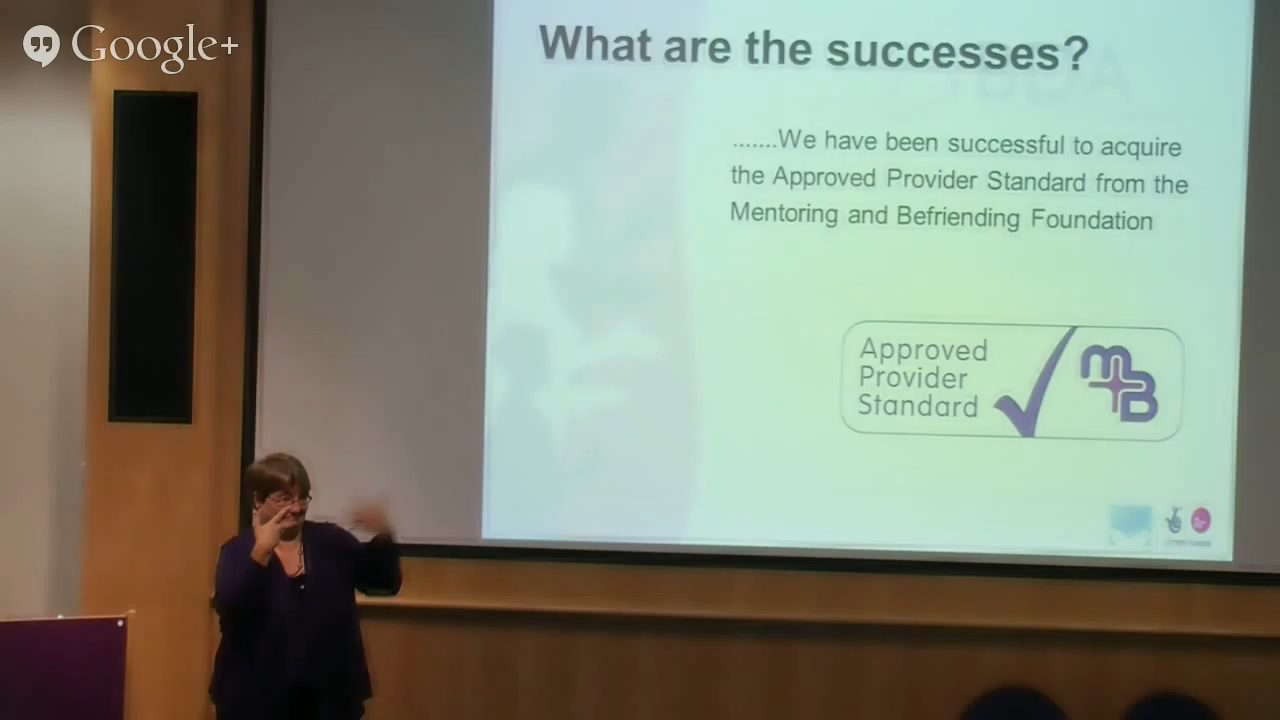 Google+
What are the successes?
.......We have been successful to acquire
the Approved Provider Standard from the
Mentoring and Befriending Foundation
Approved
Provider
Standard
m+B